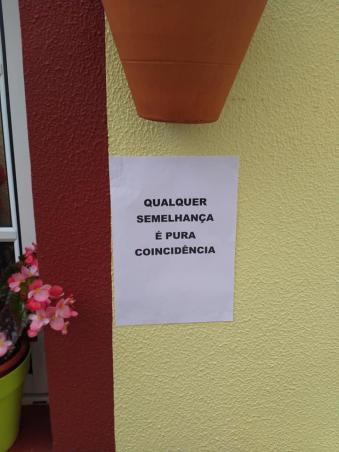 QUALQUER
SEMELHANÇA
É PURA
COINCIDÊNCIA